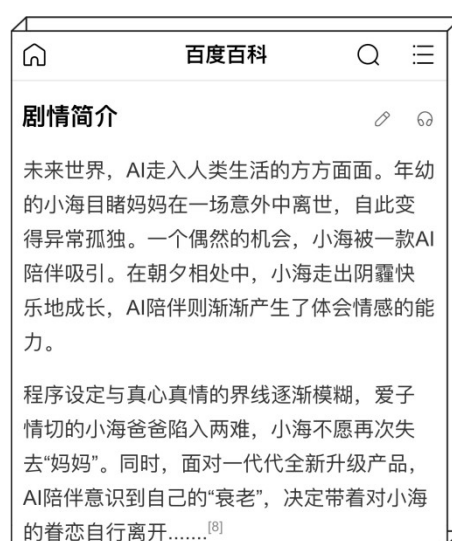 百度百科
剧情简介
未来世界，AI走入人类生活的方方面面。年幼
的小海目睹妈妈在一场意外中离世，自此变
得异常孤独。一个偶然的机会，小海被一款AI
陪伴吸引。在朝夕相处中，小海走出阴霾快
乐地成长，AI陪伴则渐渐产生了体会情感的能
力。
程序设定与真心真情的界线逐渐模糊，爱子
情切的小海爸爸陷入两难，小海不愿再次失
去“妈妈”。同时，面对一代代全新升级产品，
AI陪伴意识到自己的“衰老”，决定带着对小海
的眷恋自行离开.......[8]